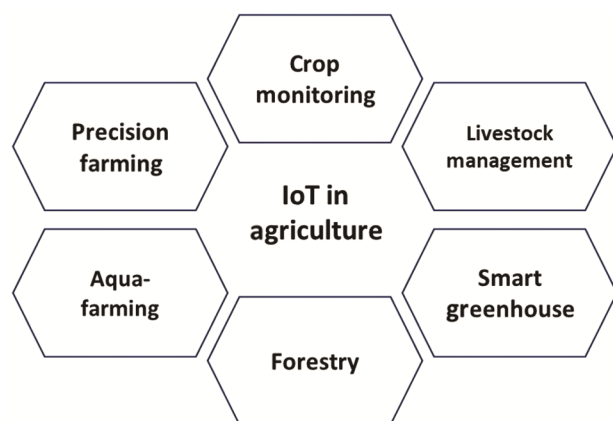 Crop
monitoring
Precision
farming
Livestock
management
IoT in
agriculture
Aqua-
farming
Smart
greenhouse
Forestry